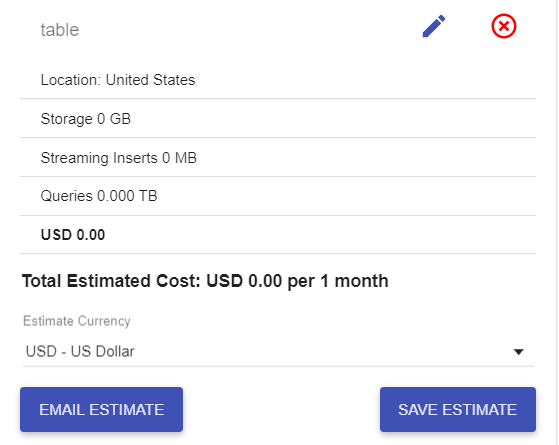 table
Location: United States
Storage 0 GB
Streaming Inserts 0 MB
Queries 0.000 TB
USD 0.00
Total Estimated Cost: USD 0.00 per 1 month
Estimate Currency
USD - US Dollar
EMAIL ESTIMATE
SAVE ESTIMATE